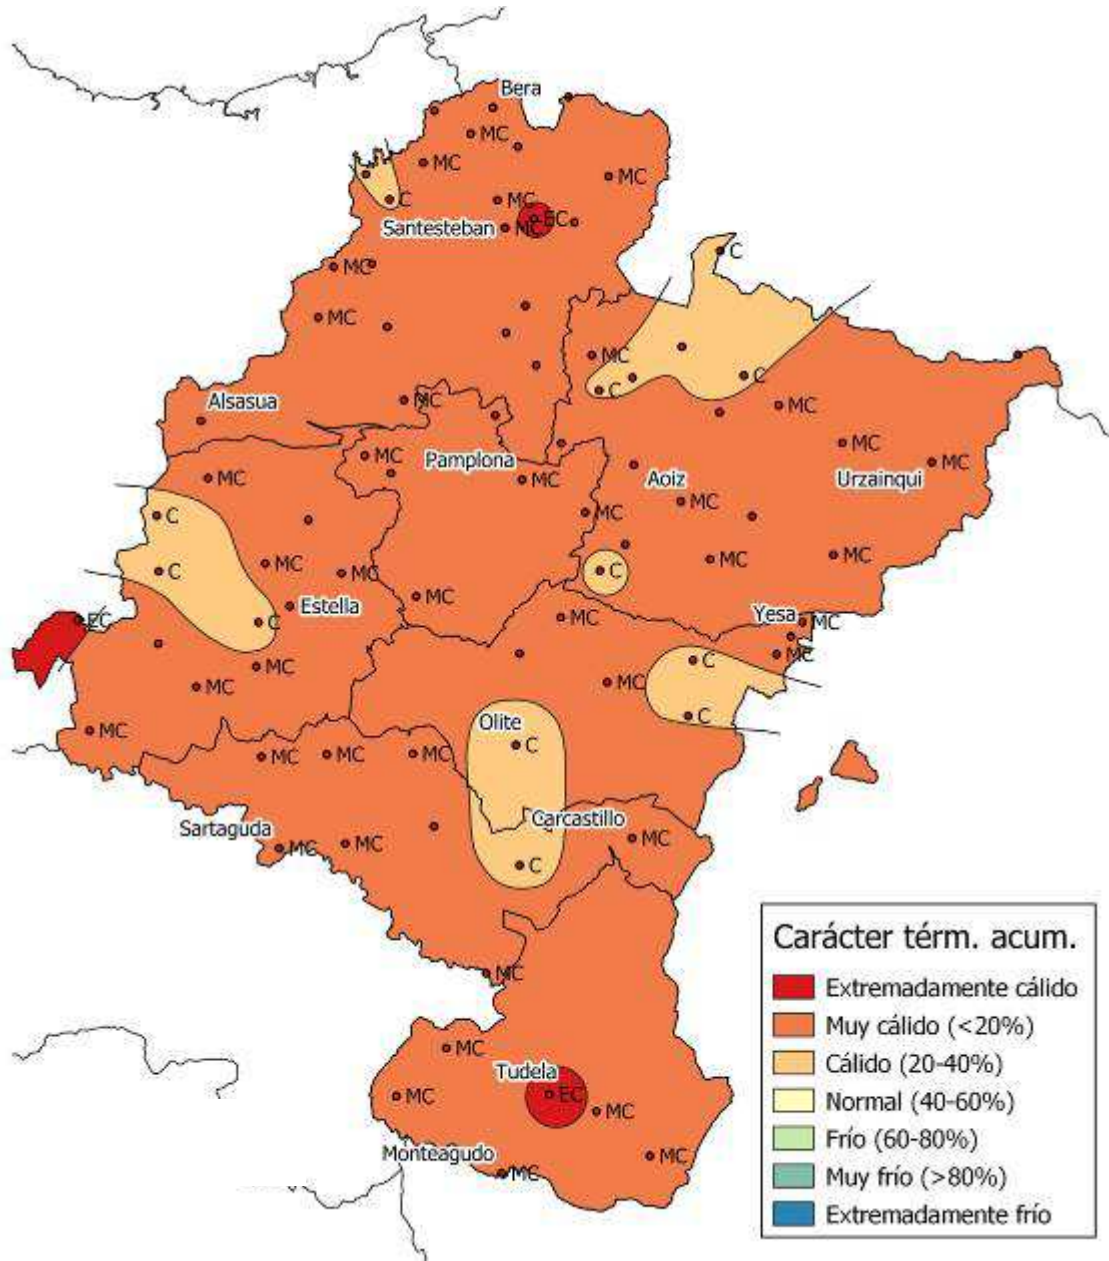 Bera
MC
MC
MC
C
MC
EC
Santesteban
MC
C
MC
MC
MC
C
C
Alsasua
MC
MC
MC
Pamplona
MC
MC
Aoiz
Urzainqui
MC
MC
MC
C
MC
C
MC
MC
MC
MC
C
MC
Estella
EC
C
MC
Yesa
MC
MC
C
MC
MC
MC
C
MC
Olite
C
MC
MC
MC
Sartaguda
Carcastillo
MC
MC
MC
C
MC
MC
Tudela
MC
EC
MC
Monteagudo
MC
MC
Carácter térm. acum.
Extremadamente cálido
Muy cálido (<20%)
Cálido (20-40%)
Normal (40-60%)
Frío (60-80%)
Muy frío (>80%)
Extremadamente frío